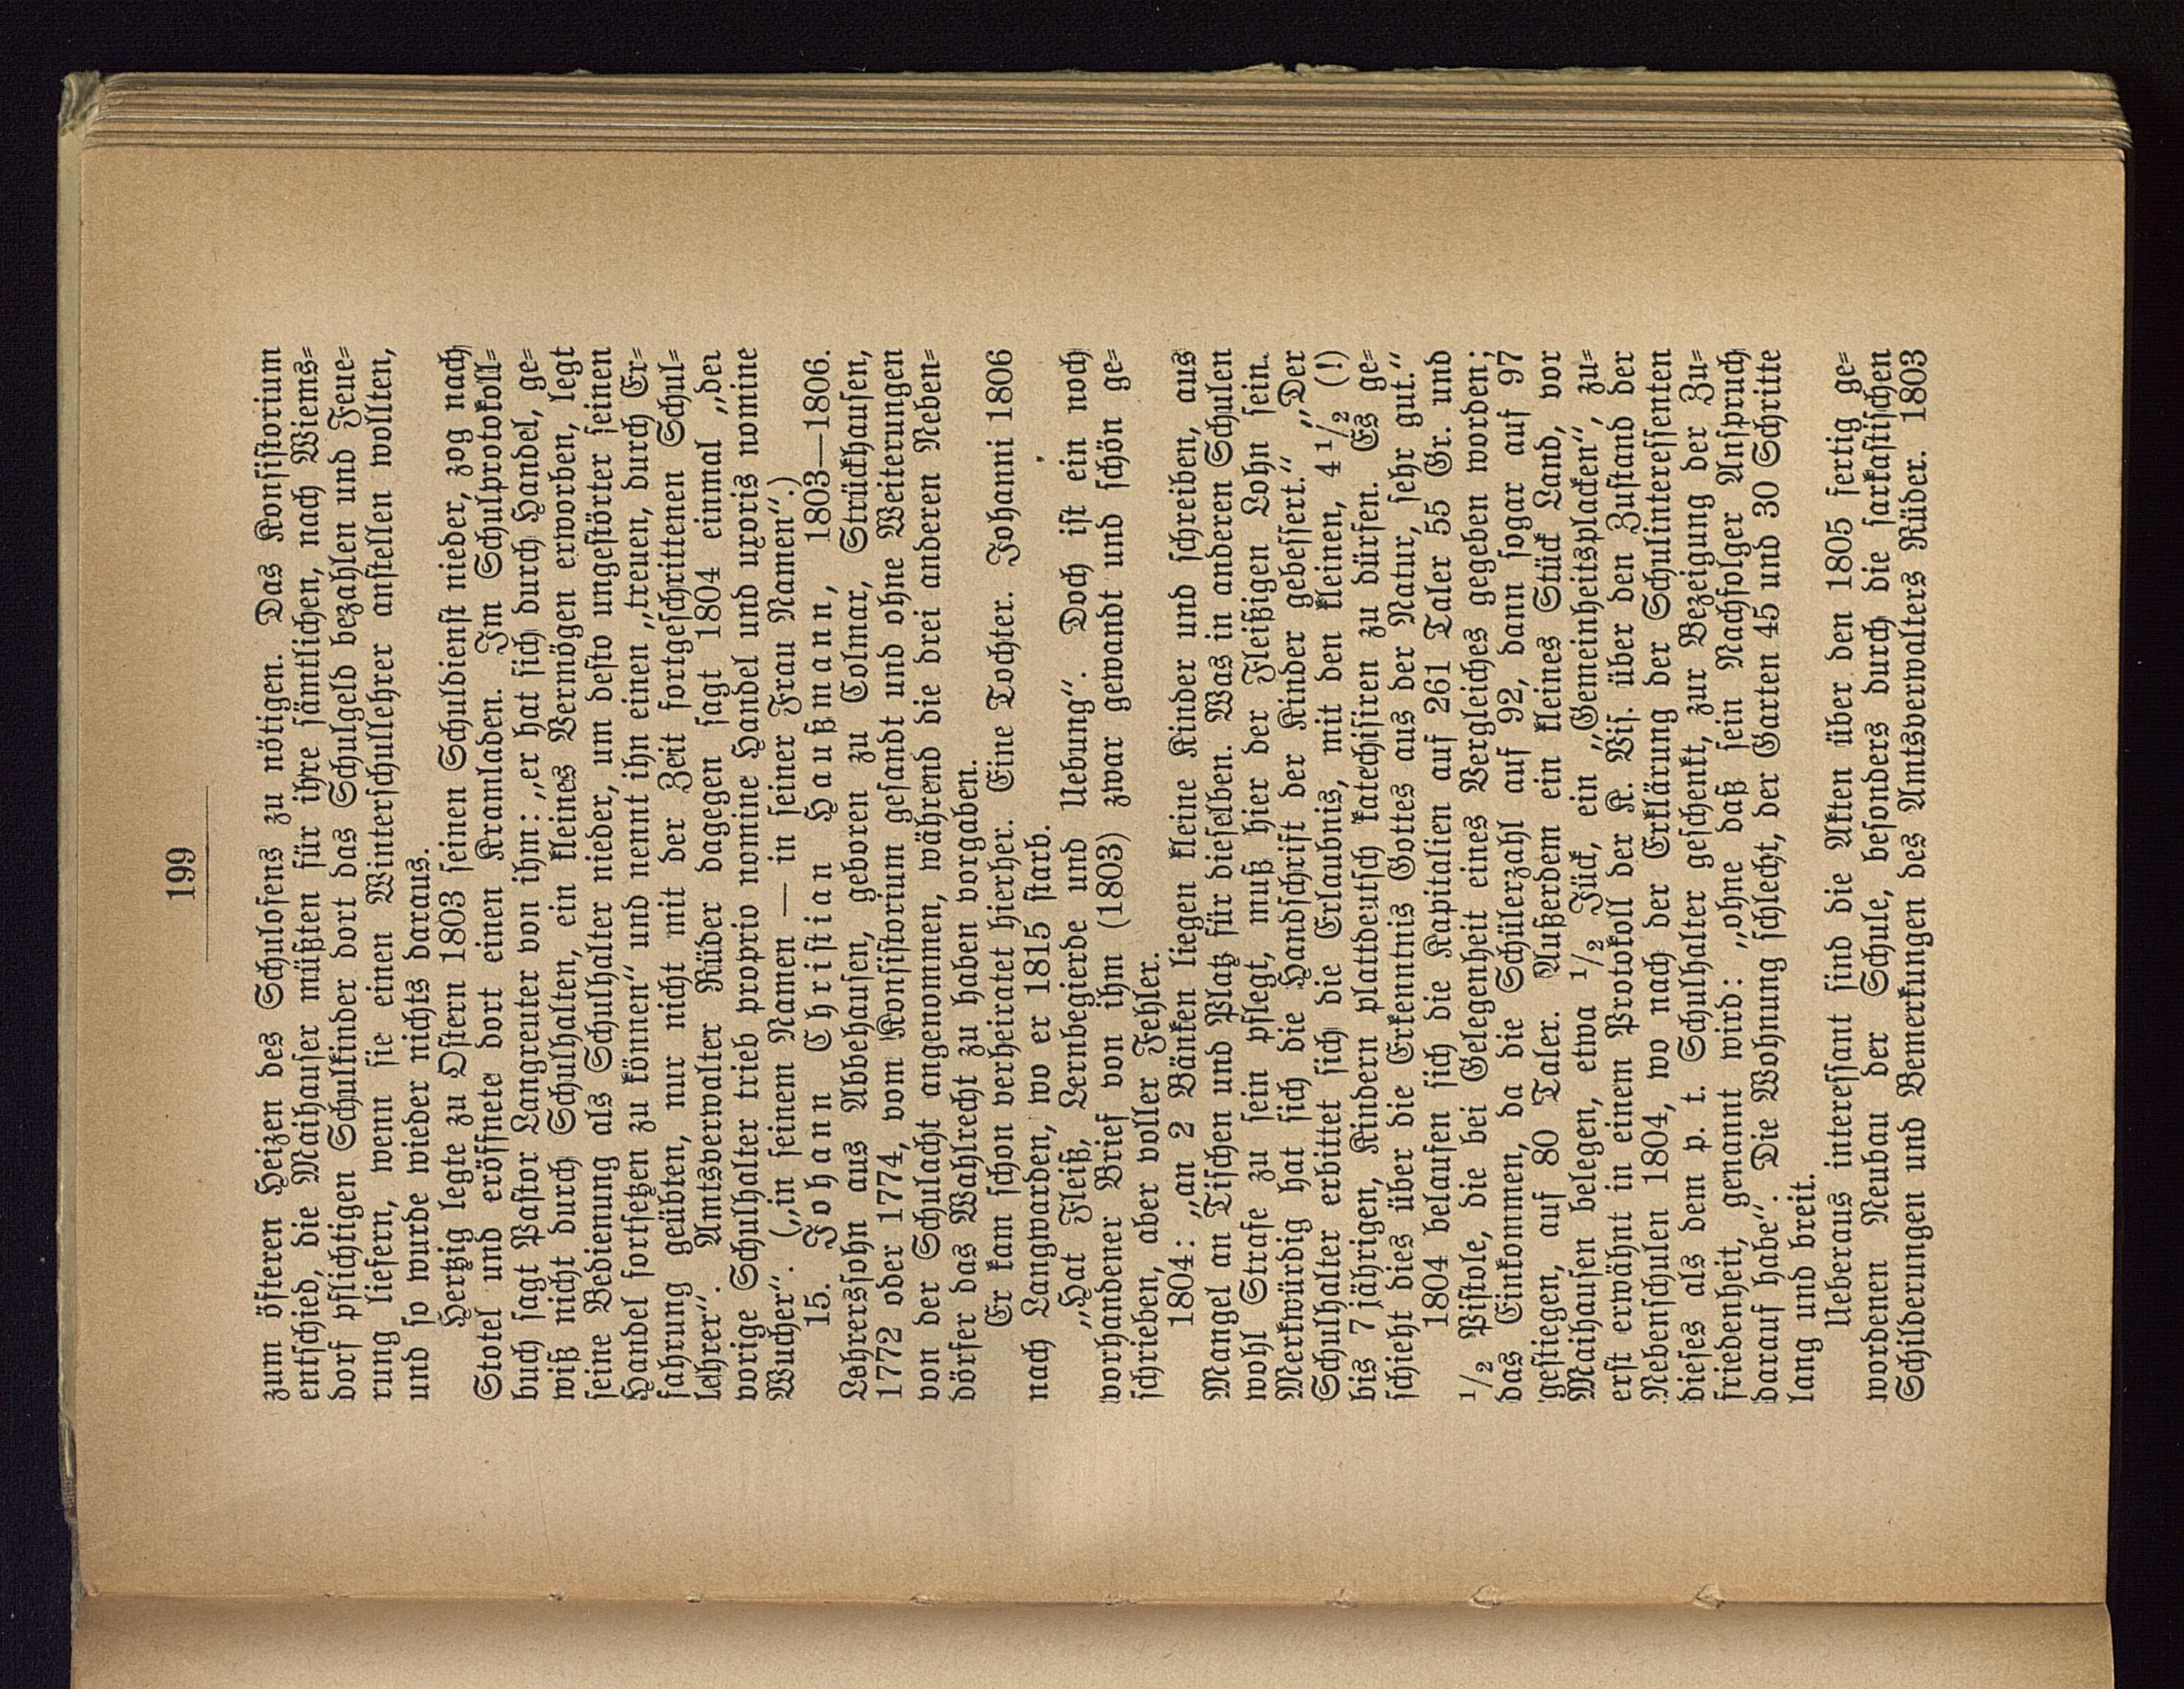 199
zum öfteren Heizen des Schulofens zu nötigen. Das Konsistorium
entschied, die Maihauser müßten für ihre sämtlichen, nach Wiems-
dorf pflichtigen Schulkinder dort das Schulgeld bezahlen und Feue-
rung liefern, wenn sie einen Winterschullehrer anstellen wollten,
und so wurde wieder nichts daraus.
Hertzig legte zu Ostern 1803 seinen Schuldienst nieder, zog nach
Stotel und eröffnete dort einen Kramladen. Im Schulprotokoll-
buch sagt Pastor Langreuter von ihm: „er hat sich durch Handel, ge-
wiß nicht durch Schulhalten, ein kleines Vermögen erworben, legt
seine Bedienung als Schulhalter nieder, um desto ungestörter seinen
Handel fortsetzen zu können“ und nennt ihn einen „treuen, durch Er-
fahrung geübten, nur nicht mit der Zeit fortgeschrittenen Schul-
lehrer“. Amtsverwalter Rüder dagegen sagt 1804 einmal „der
vorige Schulhalter trieb proprio nomine Handel und uxoris nomine
Wucher“. („in seinem Namen — in seiner Frau Namen“.)
15. Johann Christian Haußmann, 1803—1806.
Lehrerssohn aus Abbehausen, geboren zu Colmar, Strückhausen,
1772 oder 1774, vom Konsistorium gesandt und ohne Weiterungen
von der Schulacht angenommen, während die drei anderen Neben-
dörfer das Wahlrecht zu haben vorgaben.
Er kam schon verheiratet hierher. Eine Tochter. Johanni 1806
nach Langwarden, wo er 1815 starb.
„Hat Fleiß, Lernbegierde und Uebung“. Doch ist ein noch
vorhandener Brief von ihm (1803) zwar gewandt und schön ge-
schrieben, aber voller Fehler.
1804: „an 2 Bänken liegen kleine Kinder und schreiben, aus
Mangel an Tischen und Platz für dieselben. Was in anderen Schulen
wohl Strafe zu sein pflegt, muß hier der Fleißigen Lohn sein.
Merkwürdig hat sich die Handschrift der Kinder gebessert.“ „Der
Schulhalter erbittet sich die Erlaubnis, mit den kleinen, 4 1/2 (!)
bis 7 jährigen, Kindern plattdeutsch katechisiren zu dürfen. Es ge-
schieht dies über die Erkenntnis Gottes aus der Natur, sehr gut.“
1804 belaufen sich die Kapitalien auf 261 Taler 55 Gr. und
1/2 Pistole, die bei Gelegenheit eines Vergleiches gegeben worden;
das Einkommen, da die Schülerzahl auf 92, dann sogar auf 97
gestiegen, auf 80 Taler. Außerdem ein kleines Stück Land, vor
Maihausen belegen, etwa 1/2 Jück, ein „Gemeinheitsplacken“, zu-
erst erwähnt in einem Protokoll der K. Vis. über den Zustand der
Nebenschulen 1804, wo nach der Erklärung der Schulinteressenten
dieses als dem p. t. Schulhalter geschenkt, zur Bezeigung der Zu-
friedenheit, genannt wird: „ohne daß sein Nachfolger Anspruch
darauf habe“. Die Wohnung schlecht, der Garten 45 und 30 Schritte
lang und breit.
Ueberaus interessant sind die Akten über den 1805 fertig ge-
wordenen Neubau der Schule, besonders durch die sarkastischen
Schilderungen und Bemerkungen des Amtsverwalters Rüder. 1803